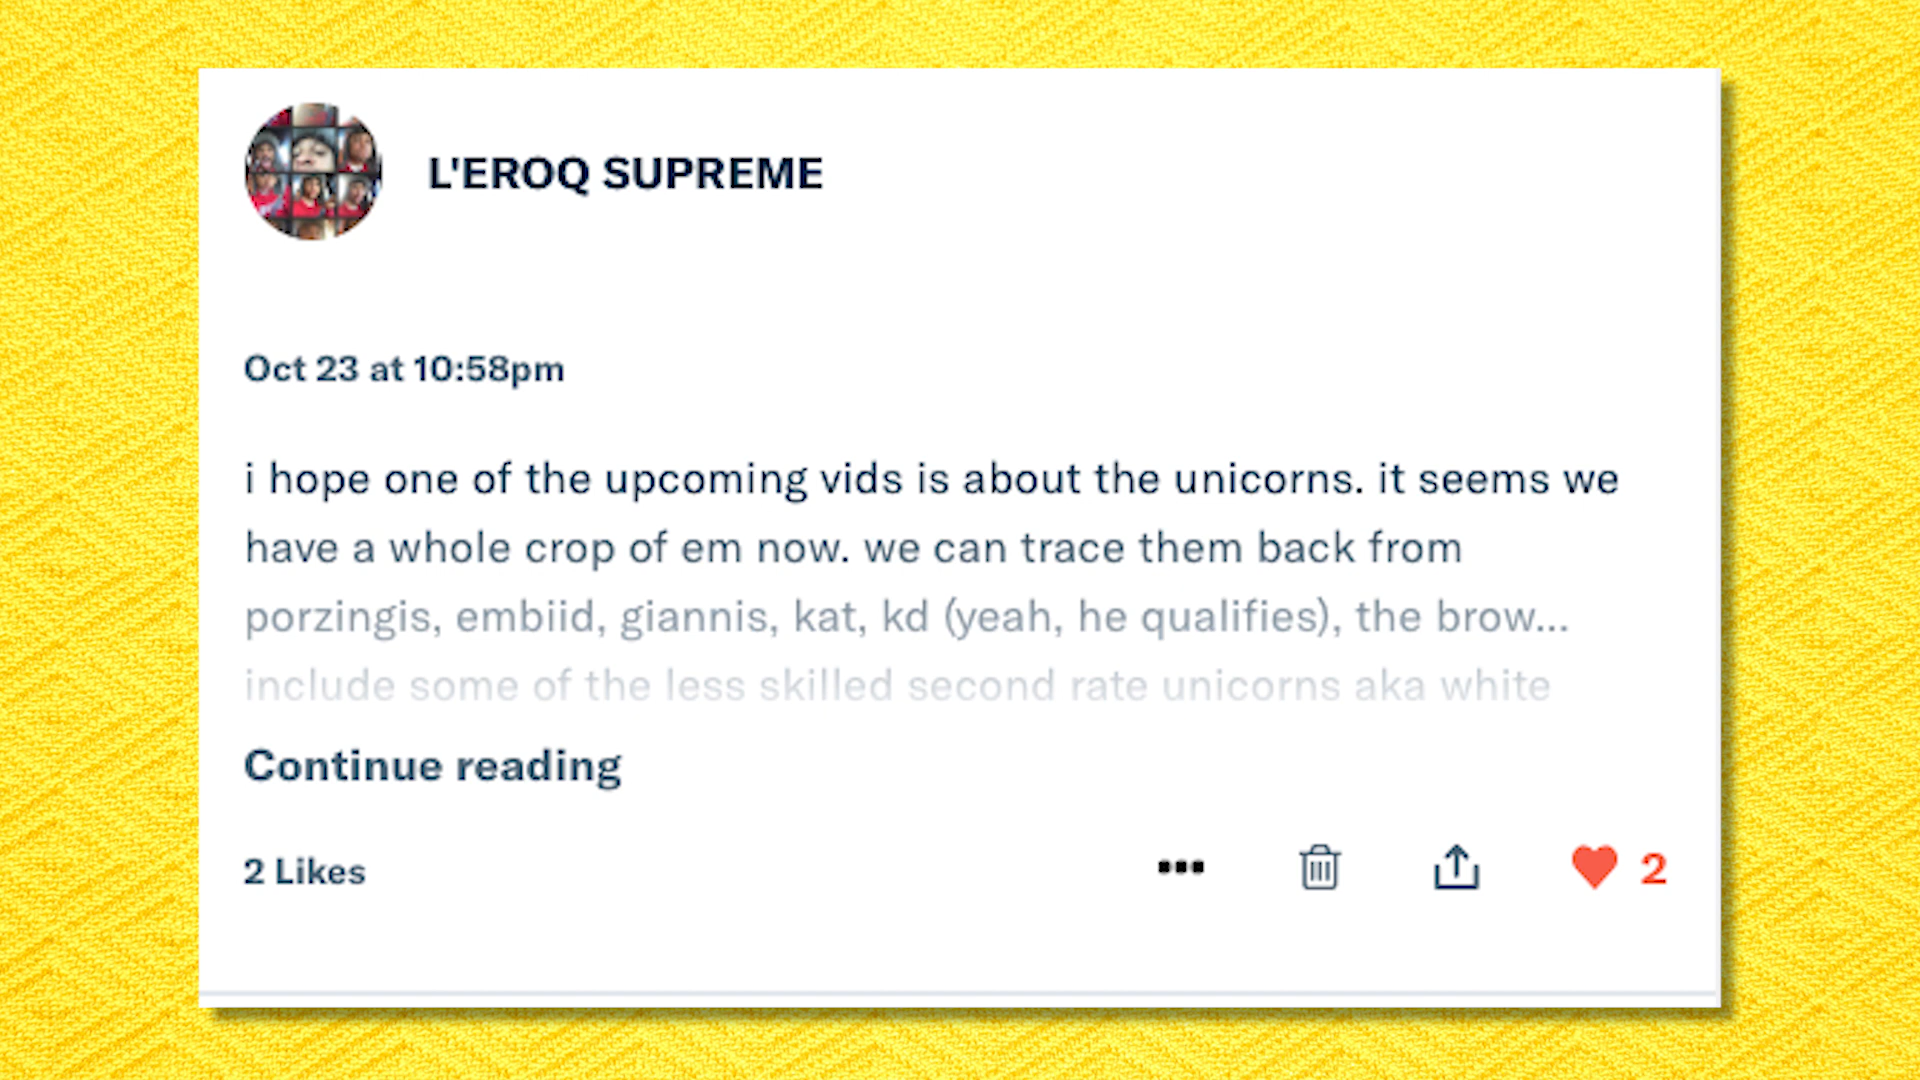 L'EROQ SUPREME
Oct 23 at 10:58pm
i hope one of the upcoming vids is about the unicorns. it seems we
have a whole crop of em now. we can trace them back from
porzingis, embiid, giannis, kat, kd (yeah, he qualifies), the brow...
include some of the less skilled second rate unicorns aka white
Continue reading
2 Likes
2